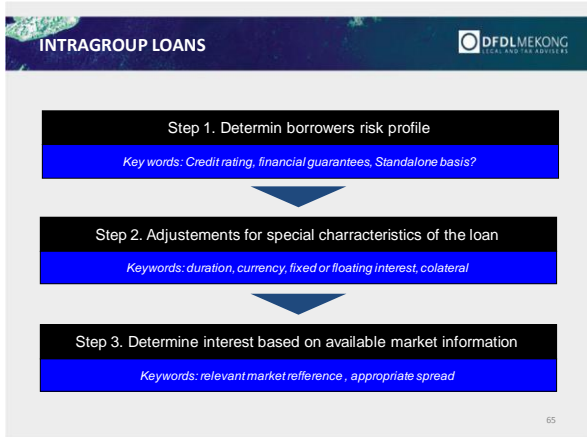 INTRAGROUP LOANS
DFDLMEKONG
LEGAL AND TAX ADVISERS
Step 1. Determin borrowers risk profile
Key words: Credit rating, financial guarantees, Standalone basis?
Step 2. Adjustements for special charracteristics of the loan
Keywords: duration, currency, fixed or floating interest, colateral
Step 3. Determine interest based on available market information
Keywords: relevant market refference , appropriate spread
65